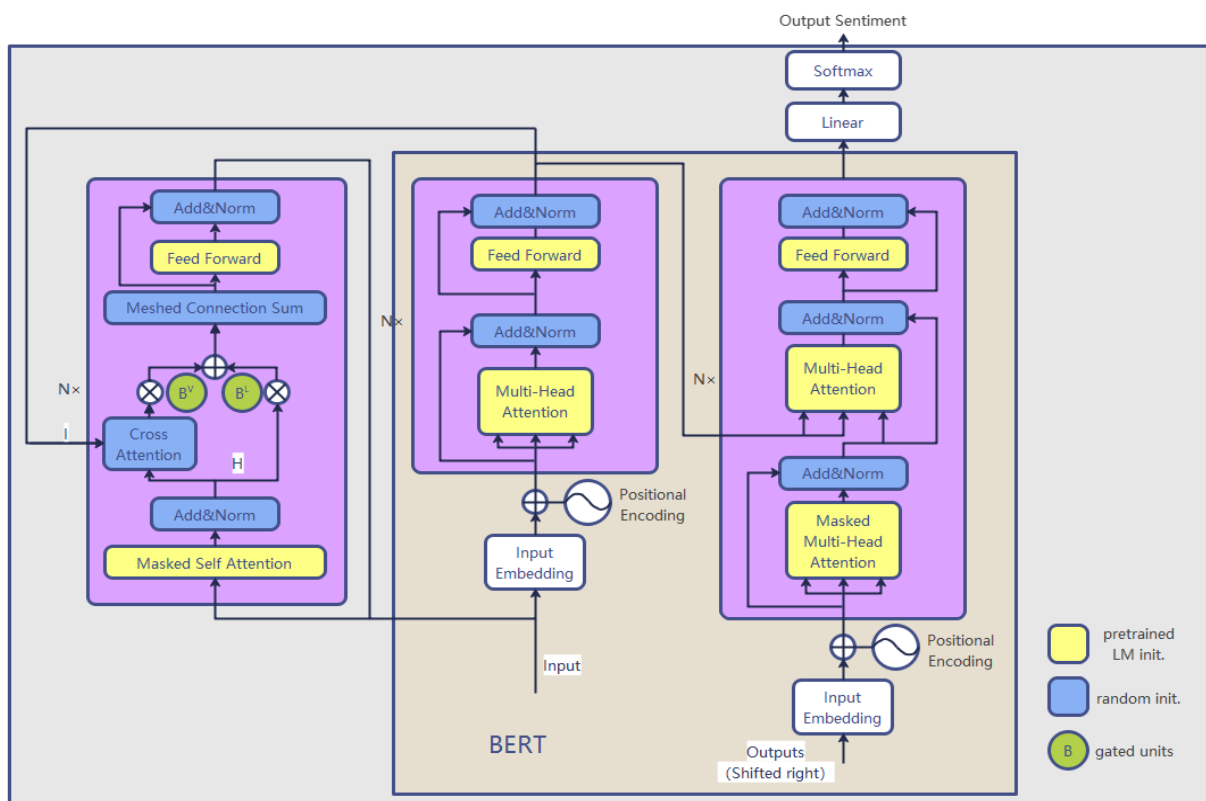 Output Sentiment
Softmax
Linear
Add&Norm
Feed Forward
Meshed Connection Sum
N×
B^V
B^L
I
Cross
Attention
H
Add&Norm
Masked Self Attention
N×
Add&Norm
Feed Forward
Add&Norm
Multi-Head
Attention
Positional
Encoding
Input
Embedding
Input
BERT
N×
Add&Norm
Feed Forward
Add&Norm
Multi-Head
Attention
Add&Norm
Masked
Multi-Head
Attention
Positional
Encoding
Input
Embedding
Outputs
(Shifted right)
pretrained
LM init.
random init.
B
gated units